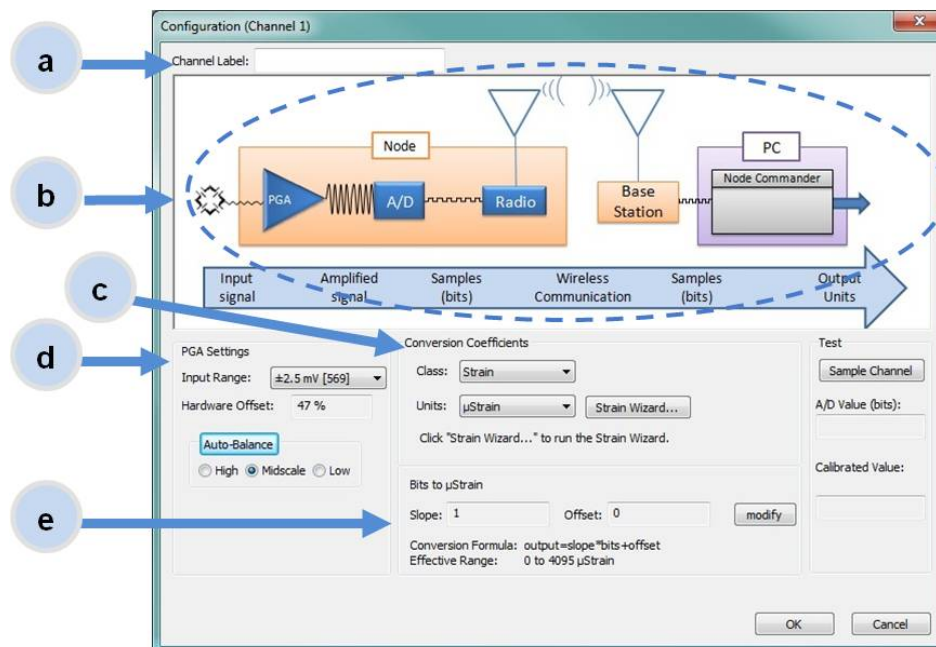 Configuration (Channel 1)
x
a
Channel Label:
b
Node
PC
PGA
A/D
Radio
Base
Station
Node Commander
Input
signal
Amplified
signal
Samples
(bits)
Wireless
Communication
Samples
(bits)
Output
Units
c
d
PGA Settings
Input Range: ±2.5 mV [569]
Hardware Offset: 47 %
Auto-Balance
High Midscale Low
Conversion Coefficients
Class: Strain
Units: µStrain Strain Wizard...
Click "Strain Wizard..." to run the Strain Wizard.
e
Bits to µStrain
Slope: 1 Offset: 0 modify
Conversion Formula: output=slope*bits+offset
Effective Range: 0 to 4095 µStrain
Test
Sample Channel
A/D Value (bits):
Calibrated Value:
OK Cancel